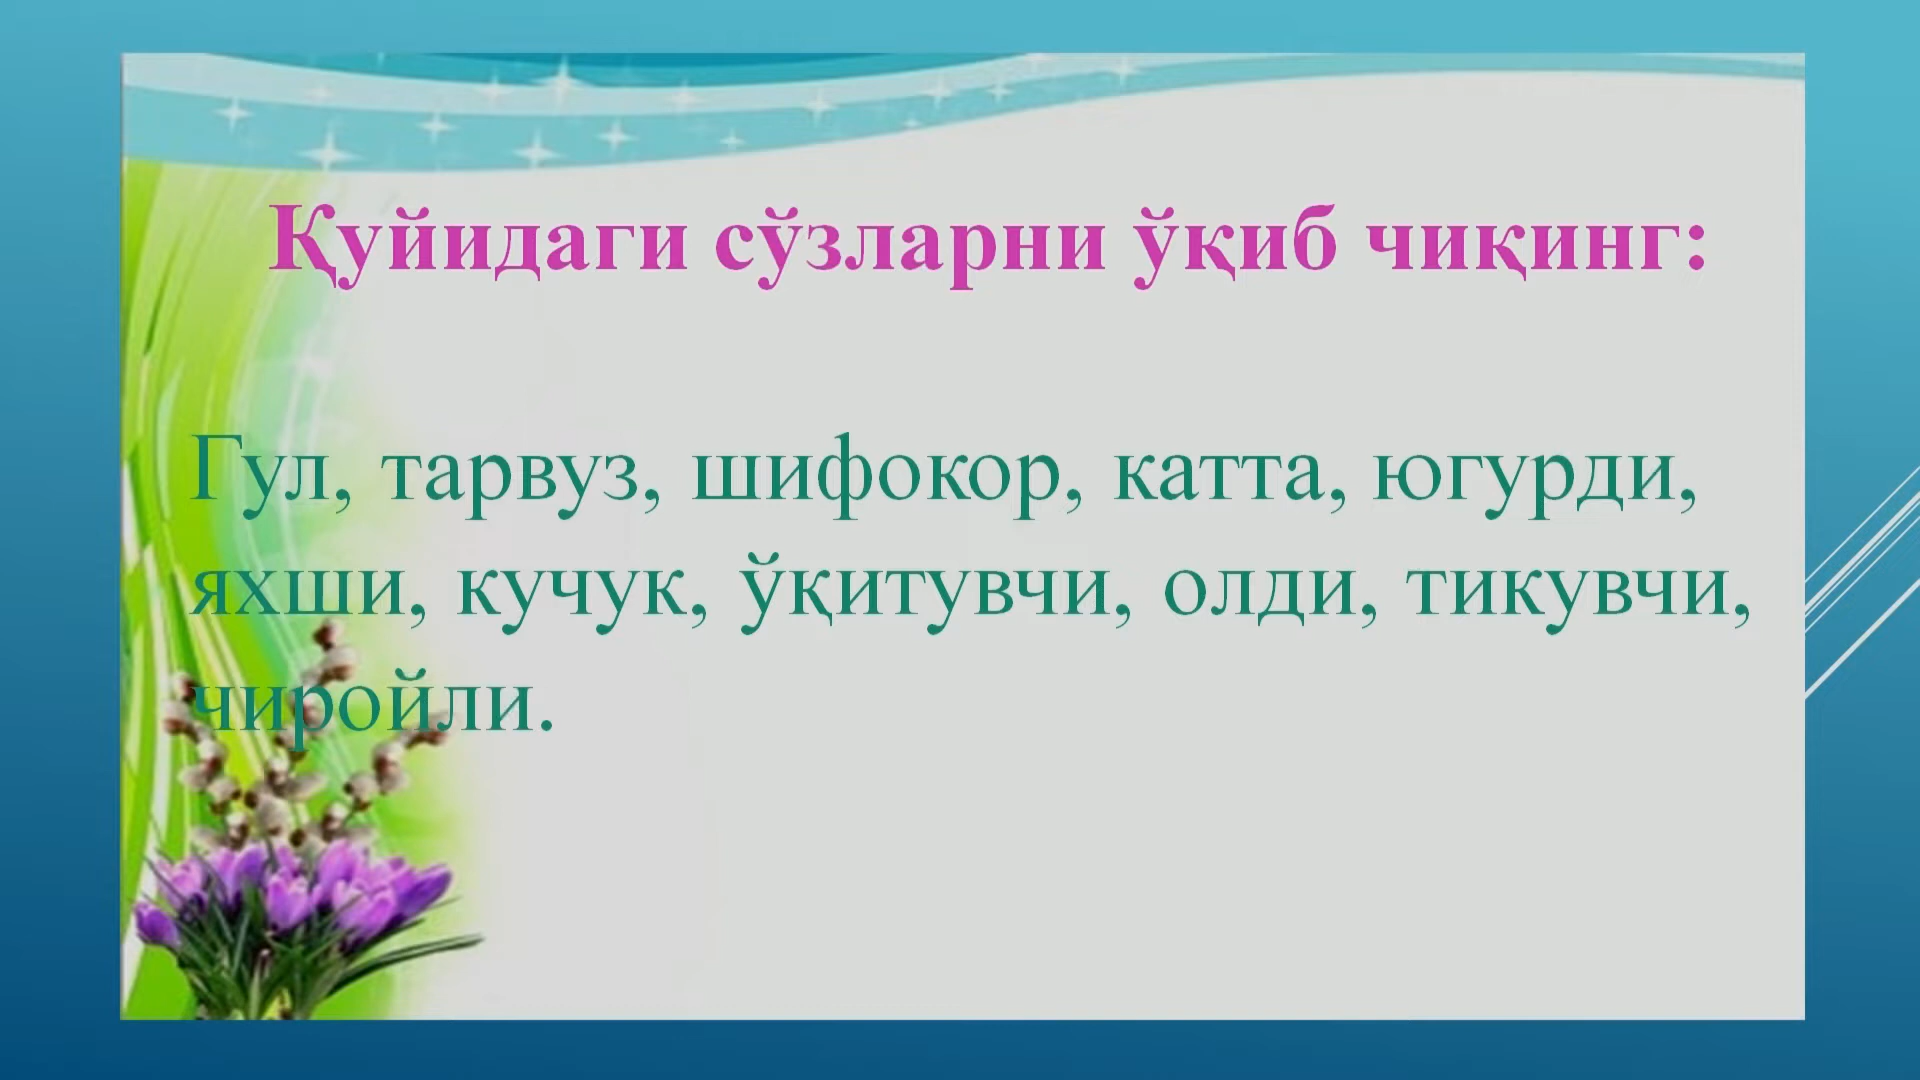 Қуйидаги сўзларни ўқиб чиқинг:
Гул, тарвуз, шифокор, катта, югурди,
яхши, кучук, ўқитувчи, олди, тикувчи,
чиройли.